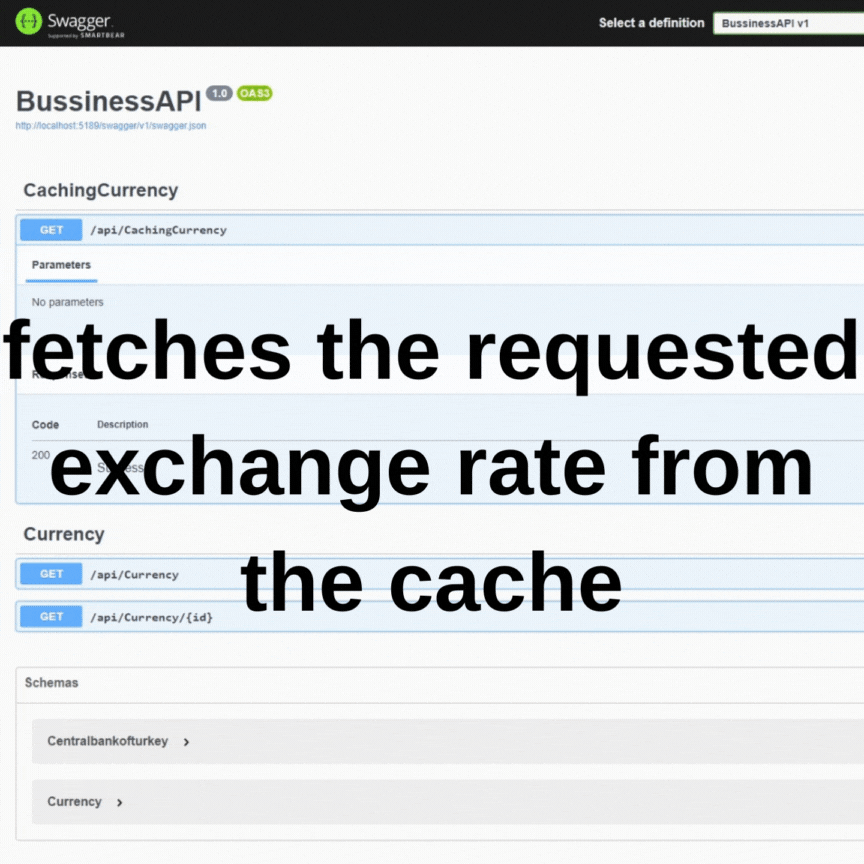 Swagger.
Supported by SMARTBEAR
Select a definition
BussinessAPI v1
BussinessAPI 1.0 OAS3
http://localhost:5189/swagger/v1/swagger.json
CachingCurrency
GET /api/CachingCurrency
Parameters
No parameters
fetches the requested
Code Description
200
exchange rate from
Currency
GET /api/Currency
the cache
GET /api/Currency/{id}
Schemas
Centralbankofturkey
Currency